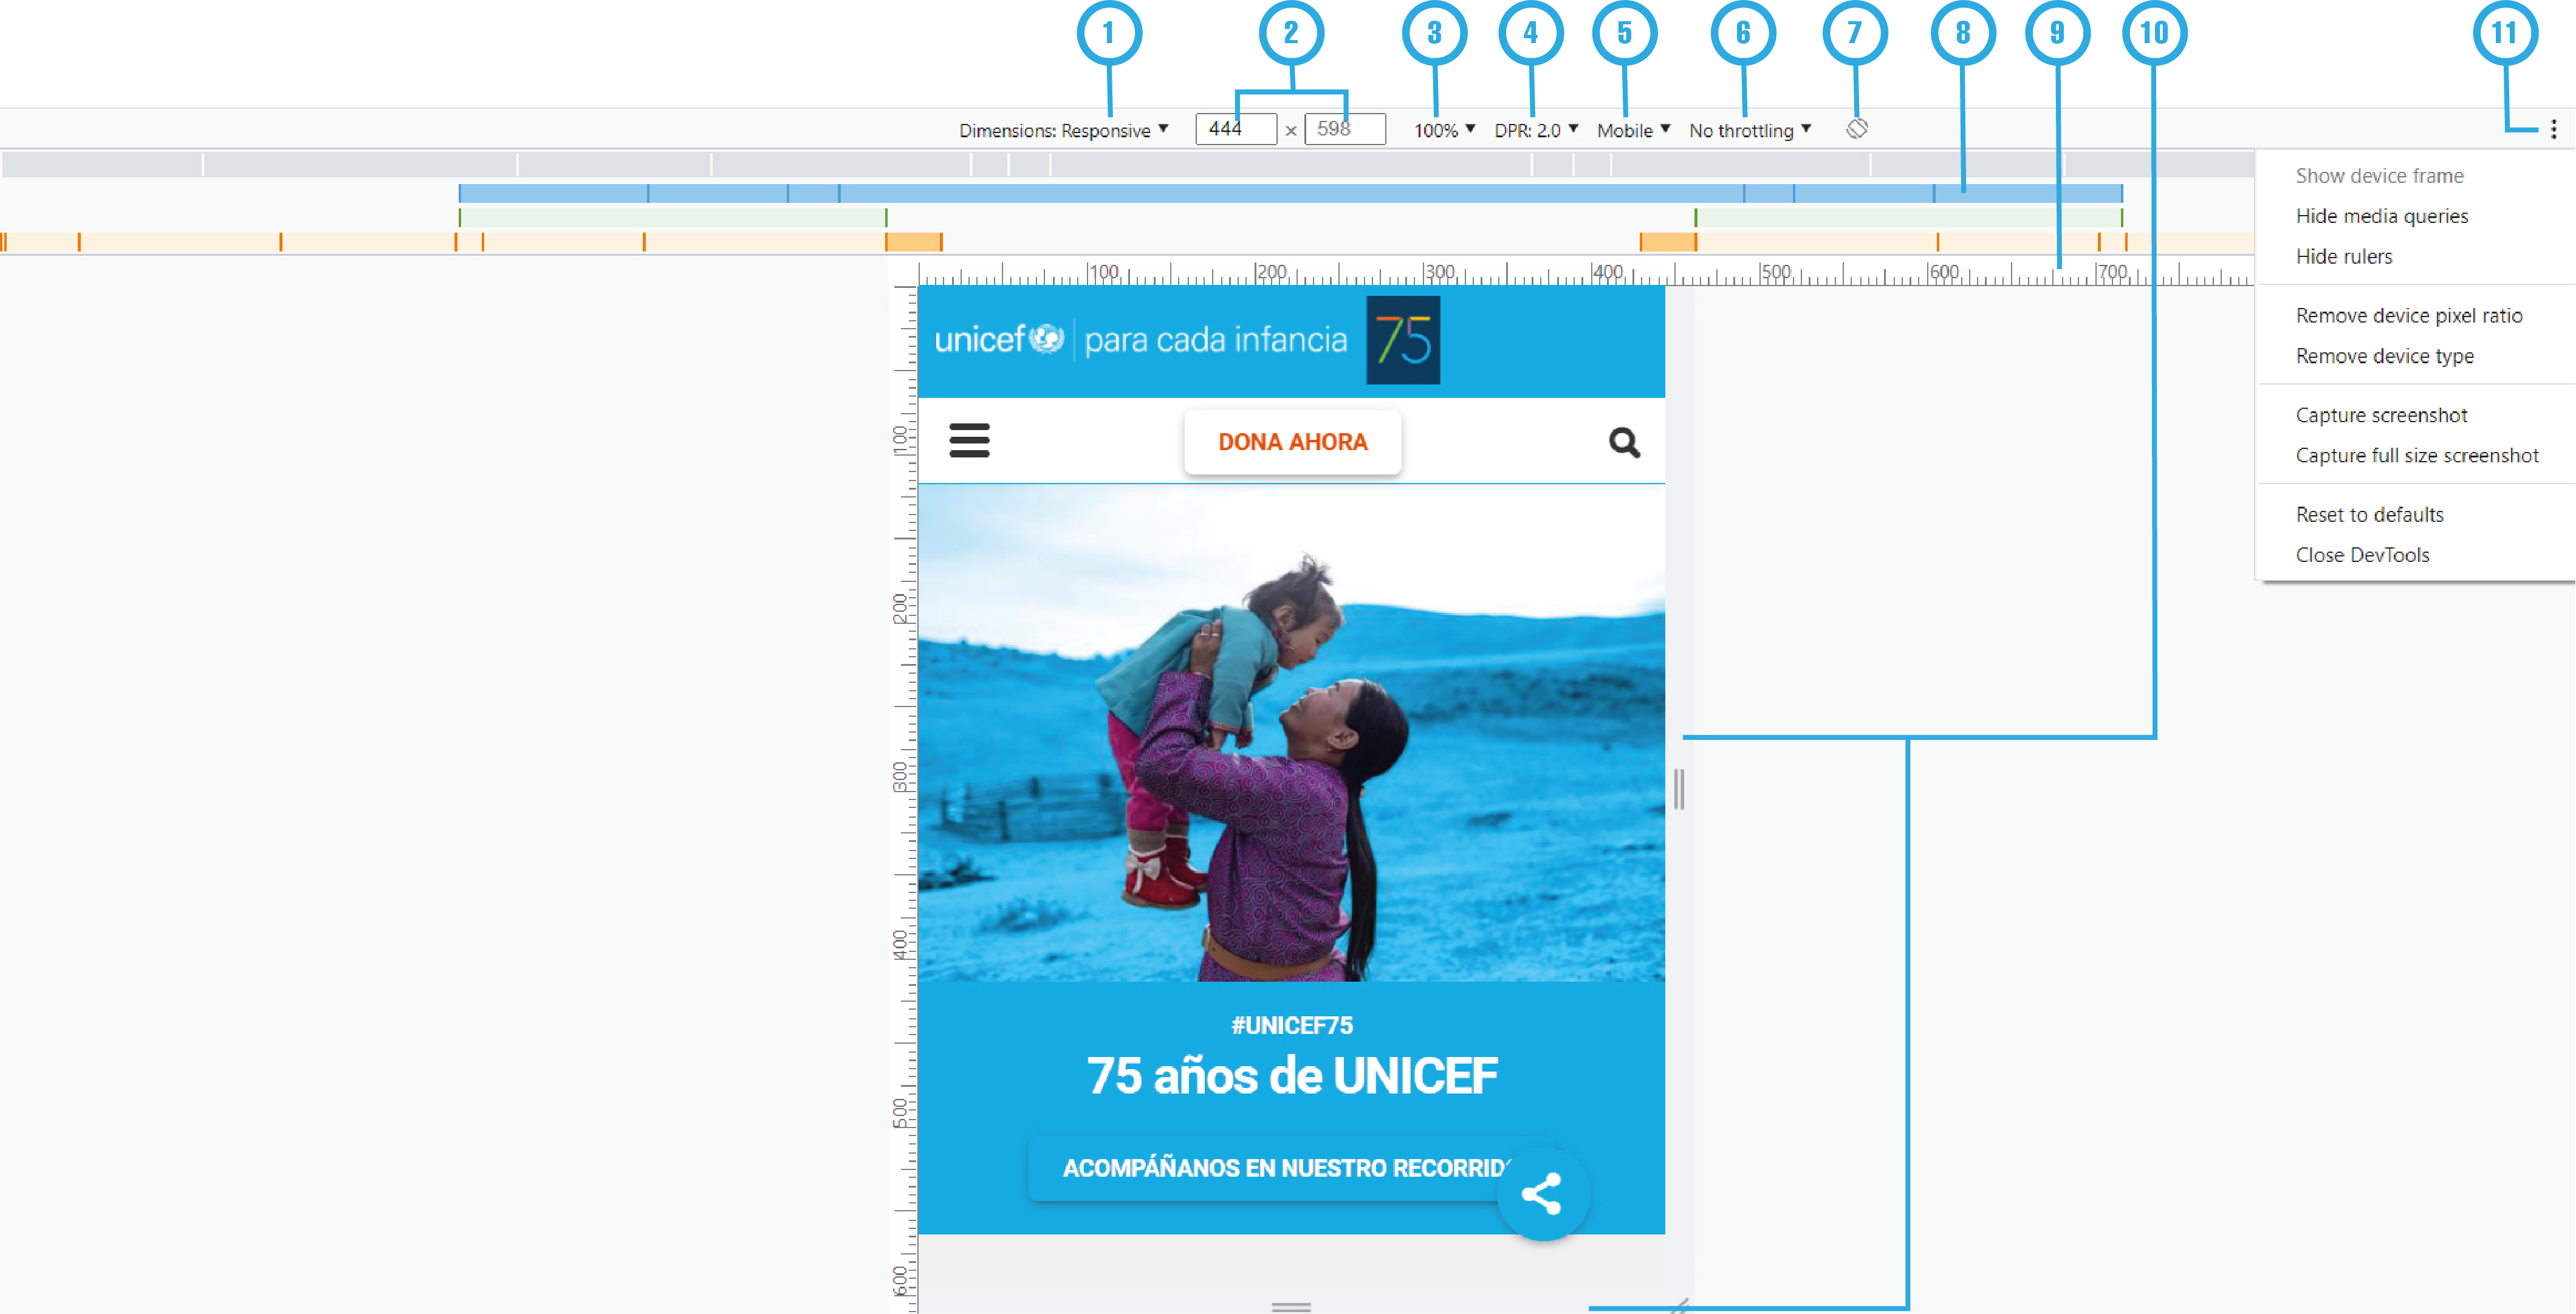 1 2 3 4 5 6 7 8 9 10 11
Dimensions: Responsive 444 × 598 100% DPR: 2.0 Mobile No throttling
Show device frame
Hide media queries
Hide rulers
Remove device pixel ratio
Remove device type
Capture screenshot
Capture full size screenshot
Reset to defaults
Close DevTools
100 200 300 400 500 600 700
100
200
300
400
500
600
unicef para cada infancia 75
DONA AHORA
#UNICEF75
75 años de UNICEF
ACOMPÁÑANOS EN NUESTRO RECORRIDO